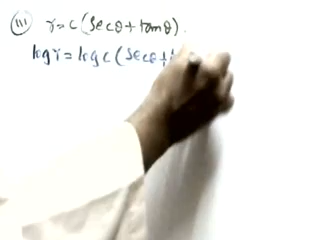 (iii) r = c (secθ + tanθ).
log r = log c (secθ +